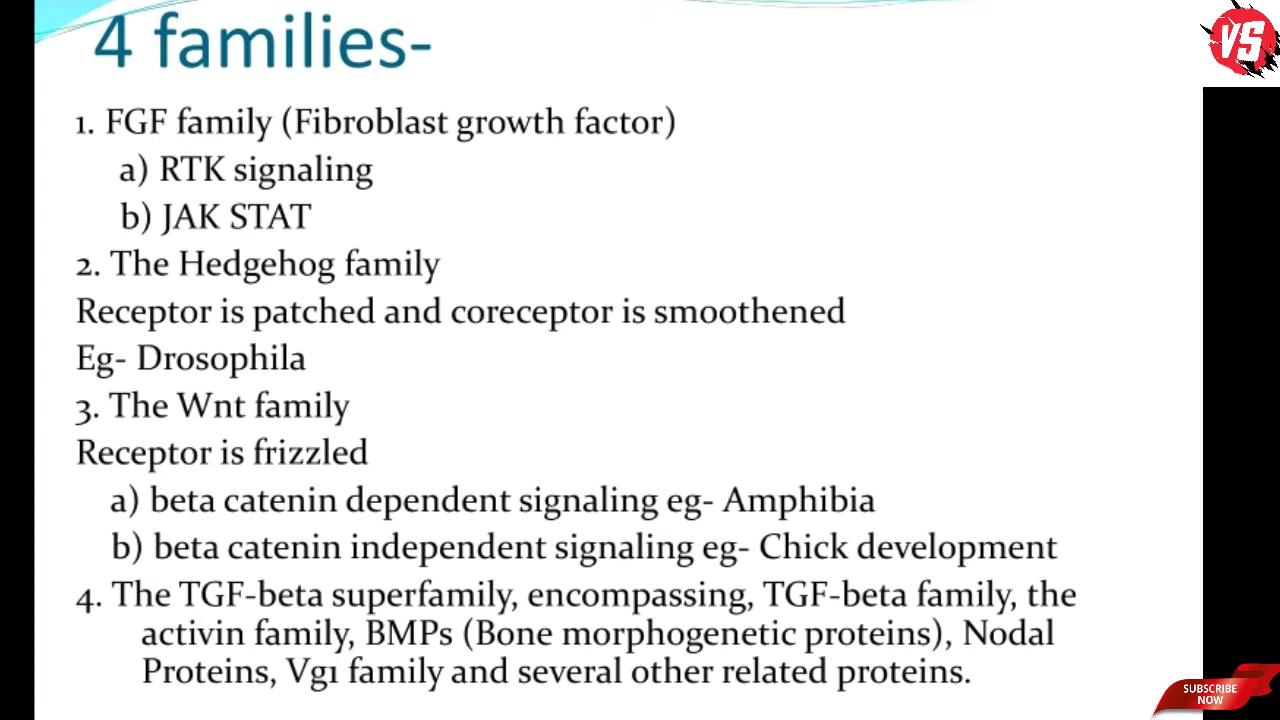 4 families-
VS
1. FGF family (Fibroblast growth factor)
a) RTK signaling
b) JAK STAT
2. The Hedgehog family
Receptor is patched and coreceptor is smoothened
Eg- Drosophila
3. The Wnt family
Receptor is frizzled
a) beta catenin dependent signaling eg- Amphibia
b) beta catenin independent signaling eg- Chick development
4. The TGF-beta superfamily, encompassing, TGF-beta family, the
activin family, BMPs (Bone morphogenetic proteins), Nodal
Proteins, Vg1 family and several other related proteins.
SUBSCRIBE
NOW